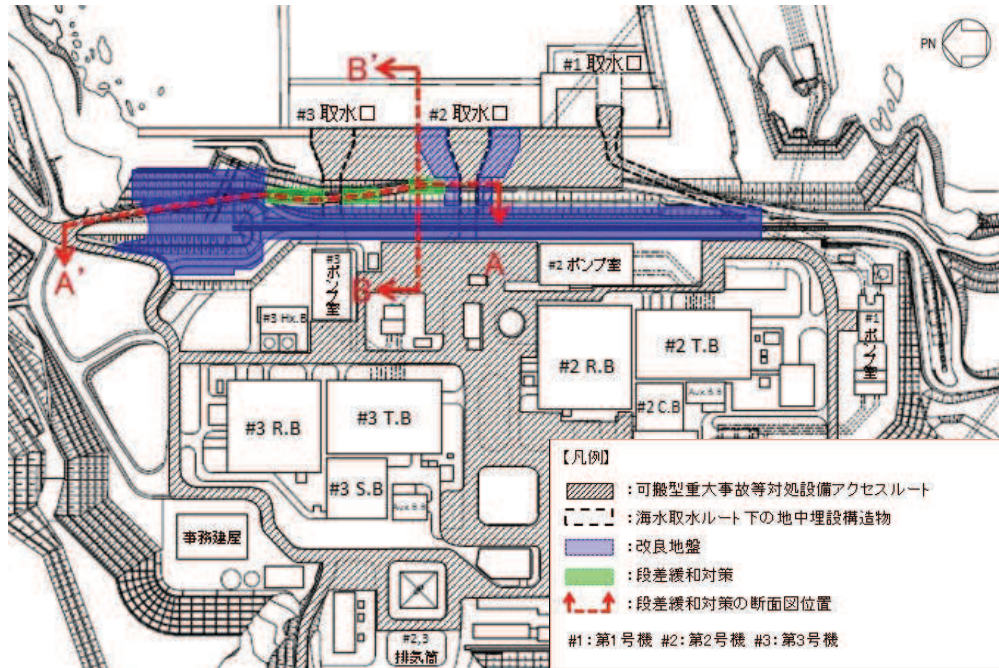 PN
#1 取水口
B'
#3 取水口
#2 取水口
A'
A
B
#3 ポンプ室
#2 ポンプ室
#1 ポンプ室
#3 Hx.B
#2 R.B
#2 T.B
#2 C.B
Aux.B.B
#3 R.B
#3 T.B
#3 S.B
Aux.B.B
事務建屋
#2,3
排気筒
【凡例】
:可搬型重大事故等対処設備アクセスルート
:海水取水ルート下の地中埋設構造物
:改良地盤
:段差緩和対策
:段差緩和対策の断面図位置
#1:第1号機 #2:第2号機 #3:第3号機